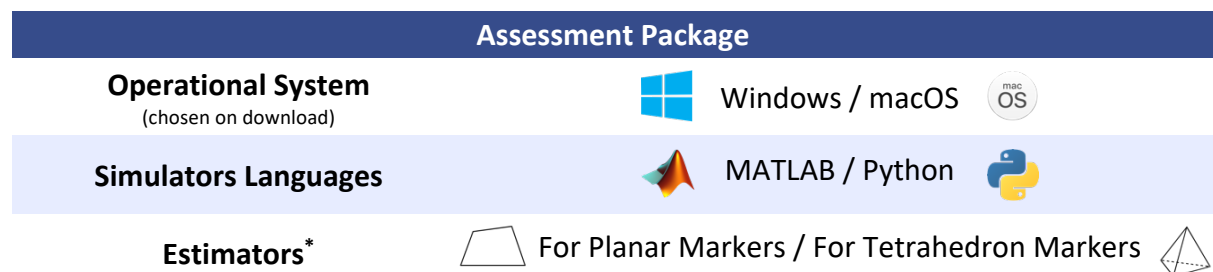 Assessment Package
Operational System
(chosen on download)
Windows / macOS
mac
OS
Simulators Languages
MATLAB / Python
Estimators*
For Planar Markers / For Tetrahedron Markers